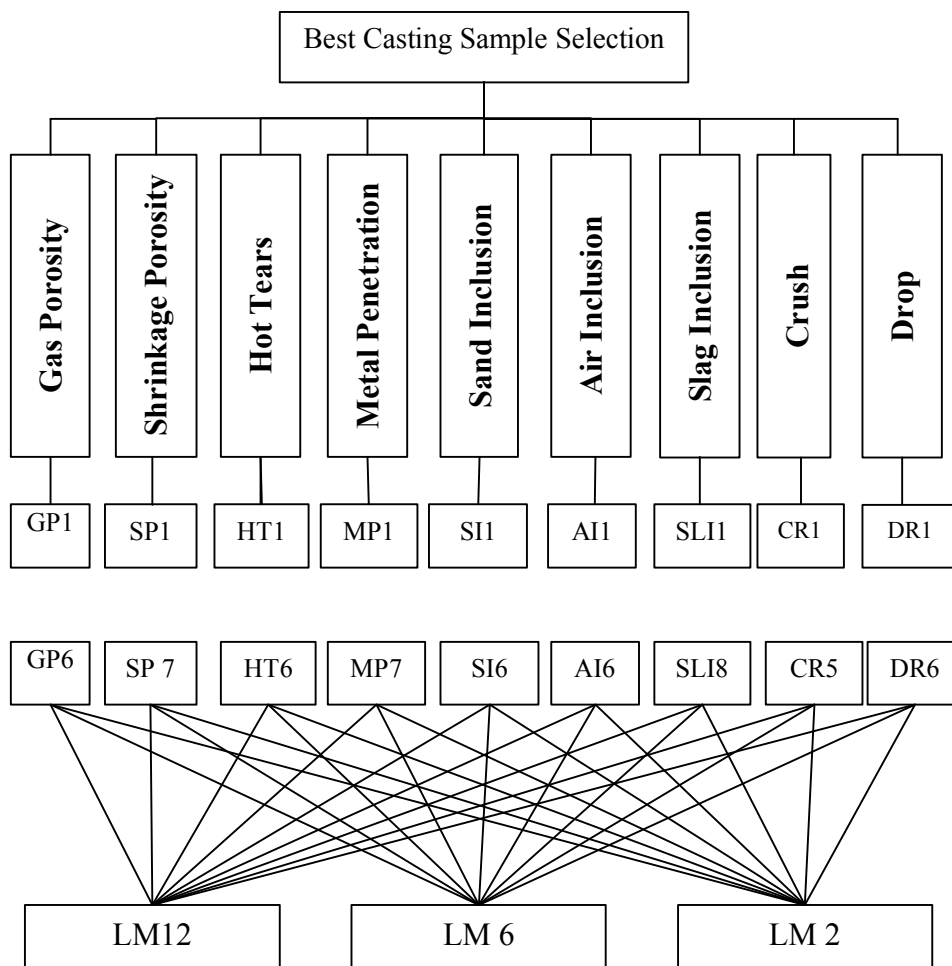 Best Casting Sample Selection
Gas Porosity
Shrinkage Porosity
Hot Tears
Metal Penetration
Sand Inclusion
Air Inclusion
Slag Inclusion
Crush
Drop
GP1
SP1
HT1
MP1
SI1
AI1
SLI1
CR1
DR1
GP6
SP 7
HT6
MP7
SI6
AI6
SLI8
CR5
DR6
LM12
LM 6
LM 2